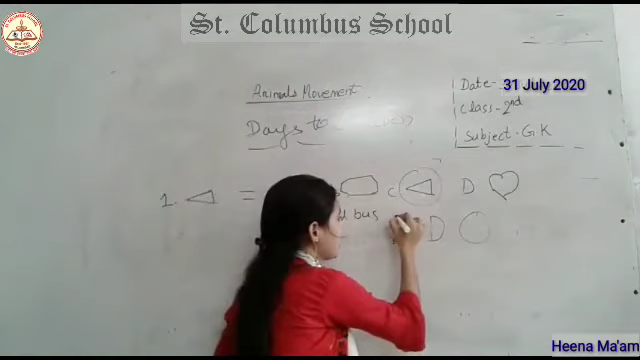 St. Columbus School
Animals Movement
Date- 31 July 2020
Class- 2nd
Days to
Subject- GK
1. = C D
bus D
Heena Ma'am